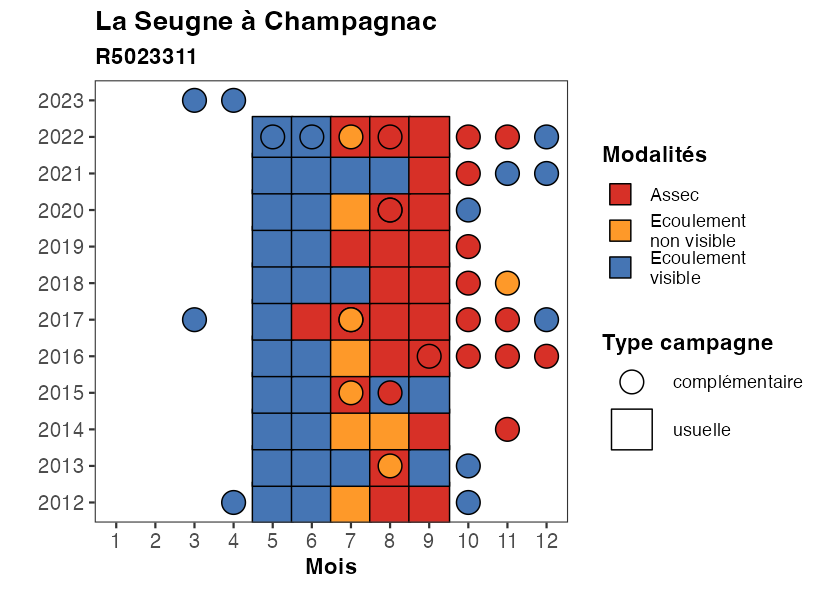 La Seugne à Champagnac
R5023311
2023
2022
2021
2020
2019
2018
2017
2016
2015
2014
2013
2012
1 2 3 4 5 6 7 8 9 10 11 12
Mois
Modalités
Assec
Ecoulement
non visible
Ecoulement
visible
Type campagne
complémentaire
usuelle